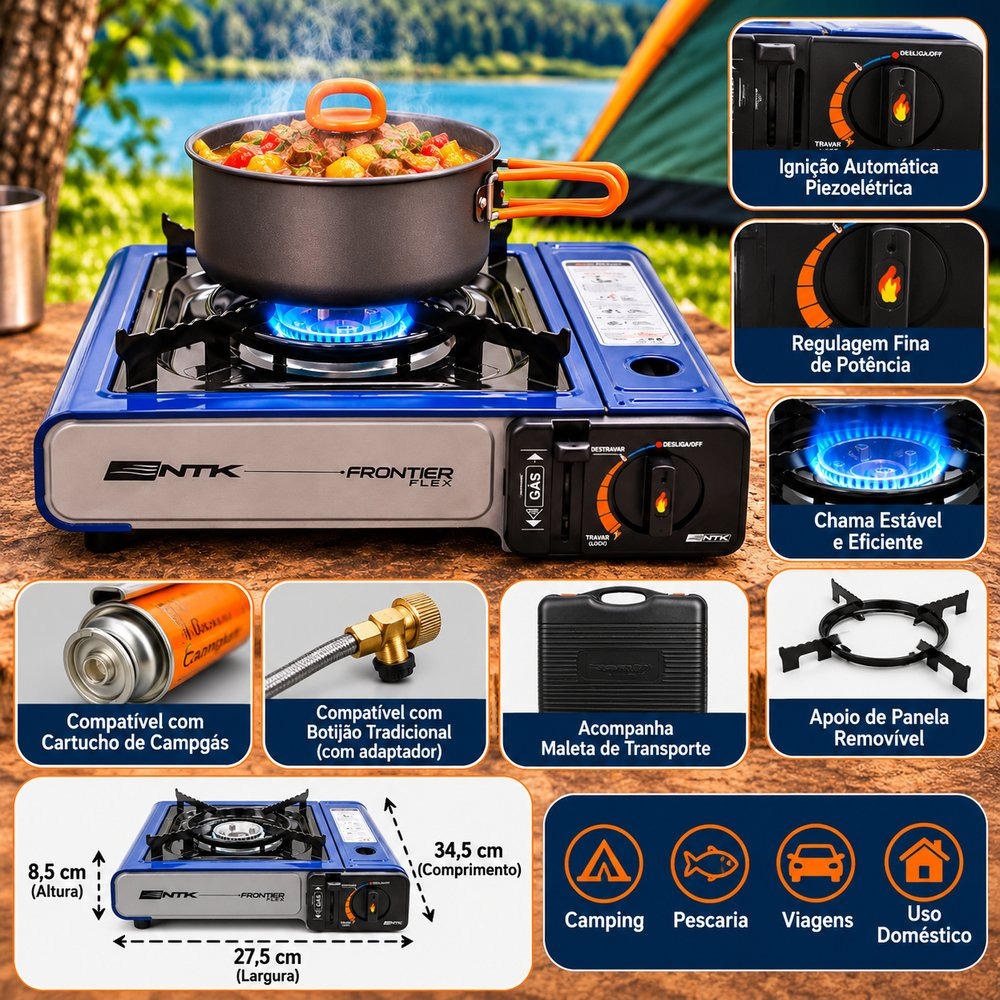 DESLIGA/OFF
TRAVAR
Ignição Automática
Piezoelétrica
Regulagem Fina
de Potência
NTK
FRONTIER
FLEX
GÁS
DESTRAVAR
DESLIGA/OFF
TRAVAR
(LOCK)
NTK
Chama Estável
e Eficiente
Compatível com
Cartucho de Campgás
Compatível com
Botijão Tradicional
(com adaptador)
Acompanha
Maleta de Transporte
Apoio de Panela
Removível
8,5 cm
(Altura)
34,5 cm
(Comprimento)
27,5 cm
(Largura)
NTK
FRONTIER
FLEX
GÁS
NTK
Camping
Pescaria
Viagens
Uso
Doméstico